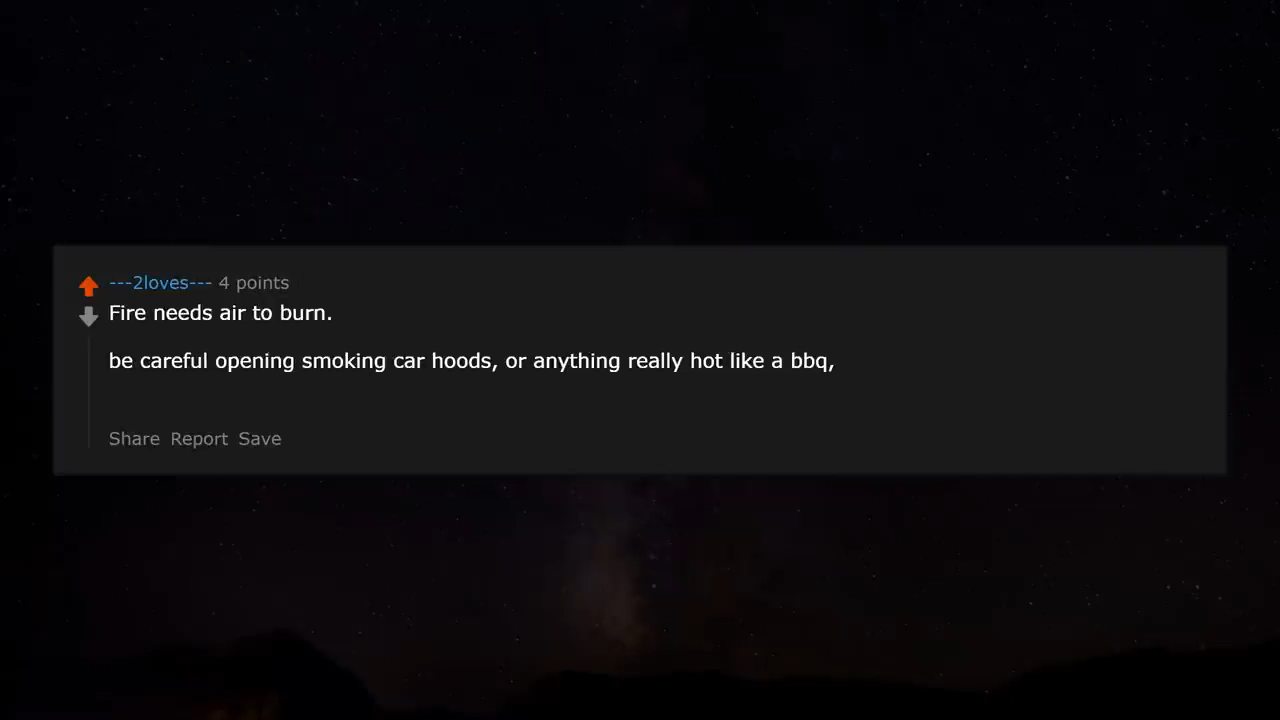 ---2loves--- 4 points
Fire needs air to burn.
be careful opening smoking car hoods, or anything really hot like a bbq,
Share Report Save